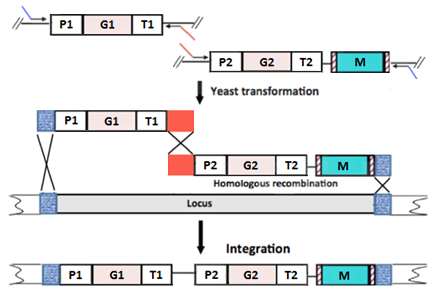 P1 G1 T1
P2 G2 T2 M
Yeast transformation
P1 G1 T1
P2 G2 T2 M
Homologous recombination
Locus
Integration
P1 G1 T1 P2 G2 T2 M